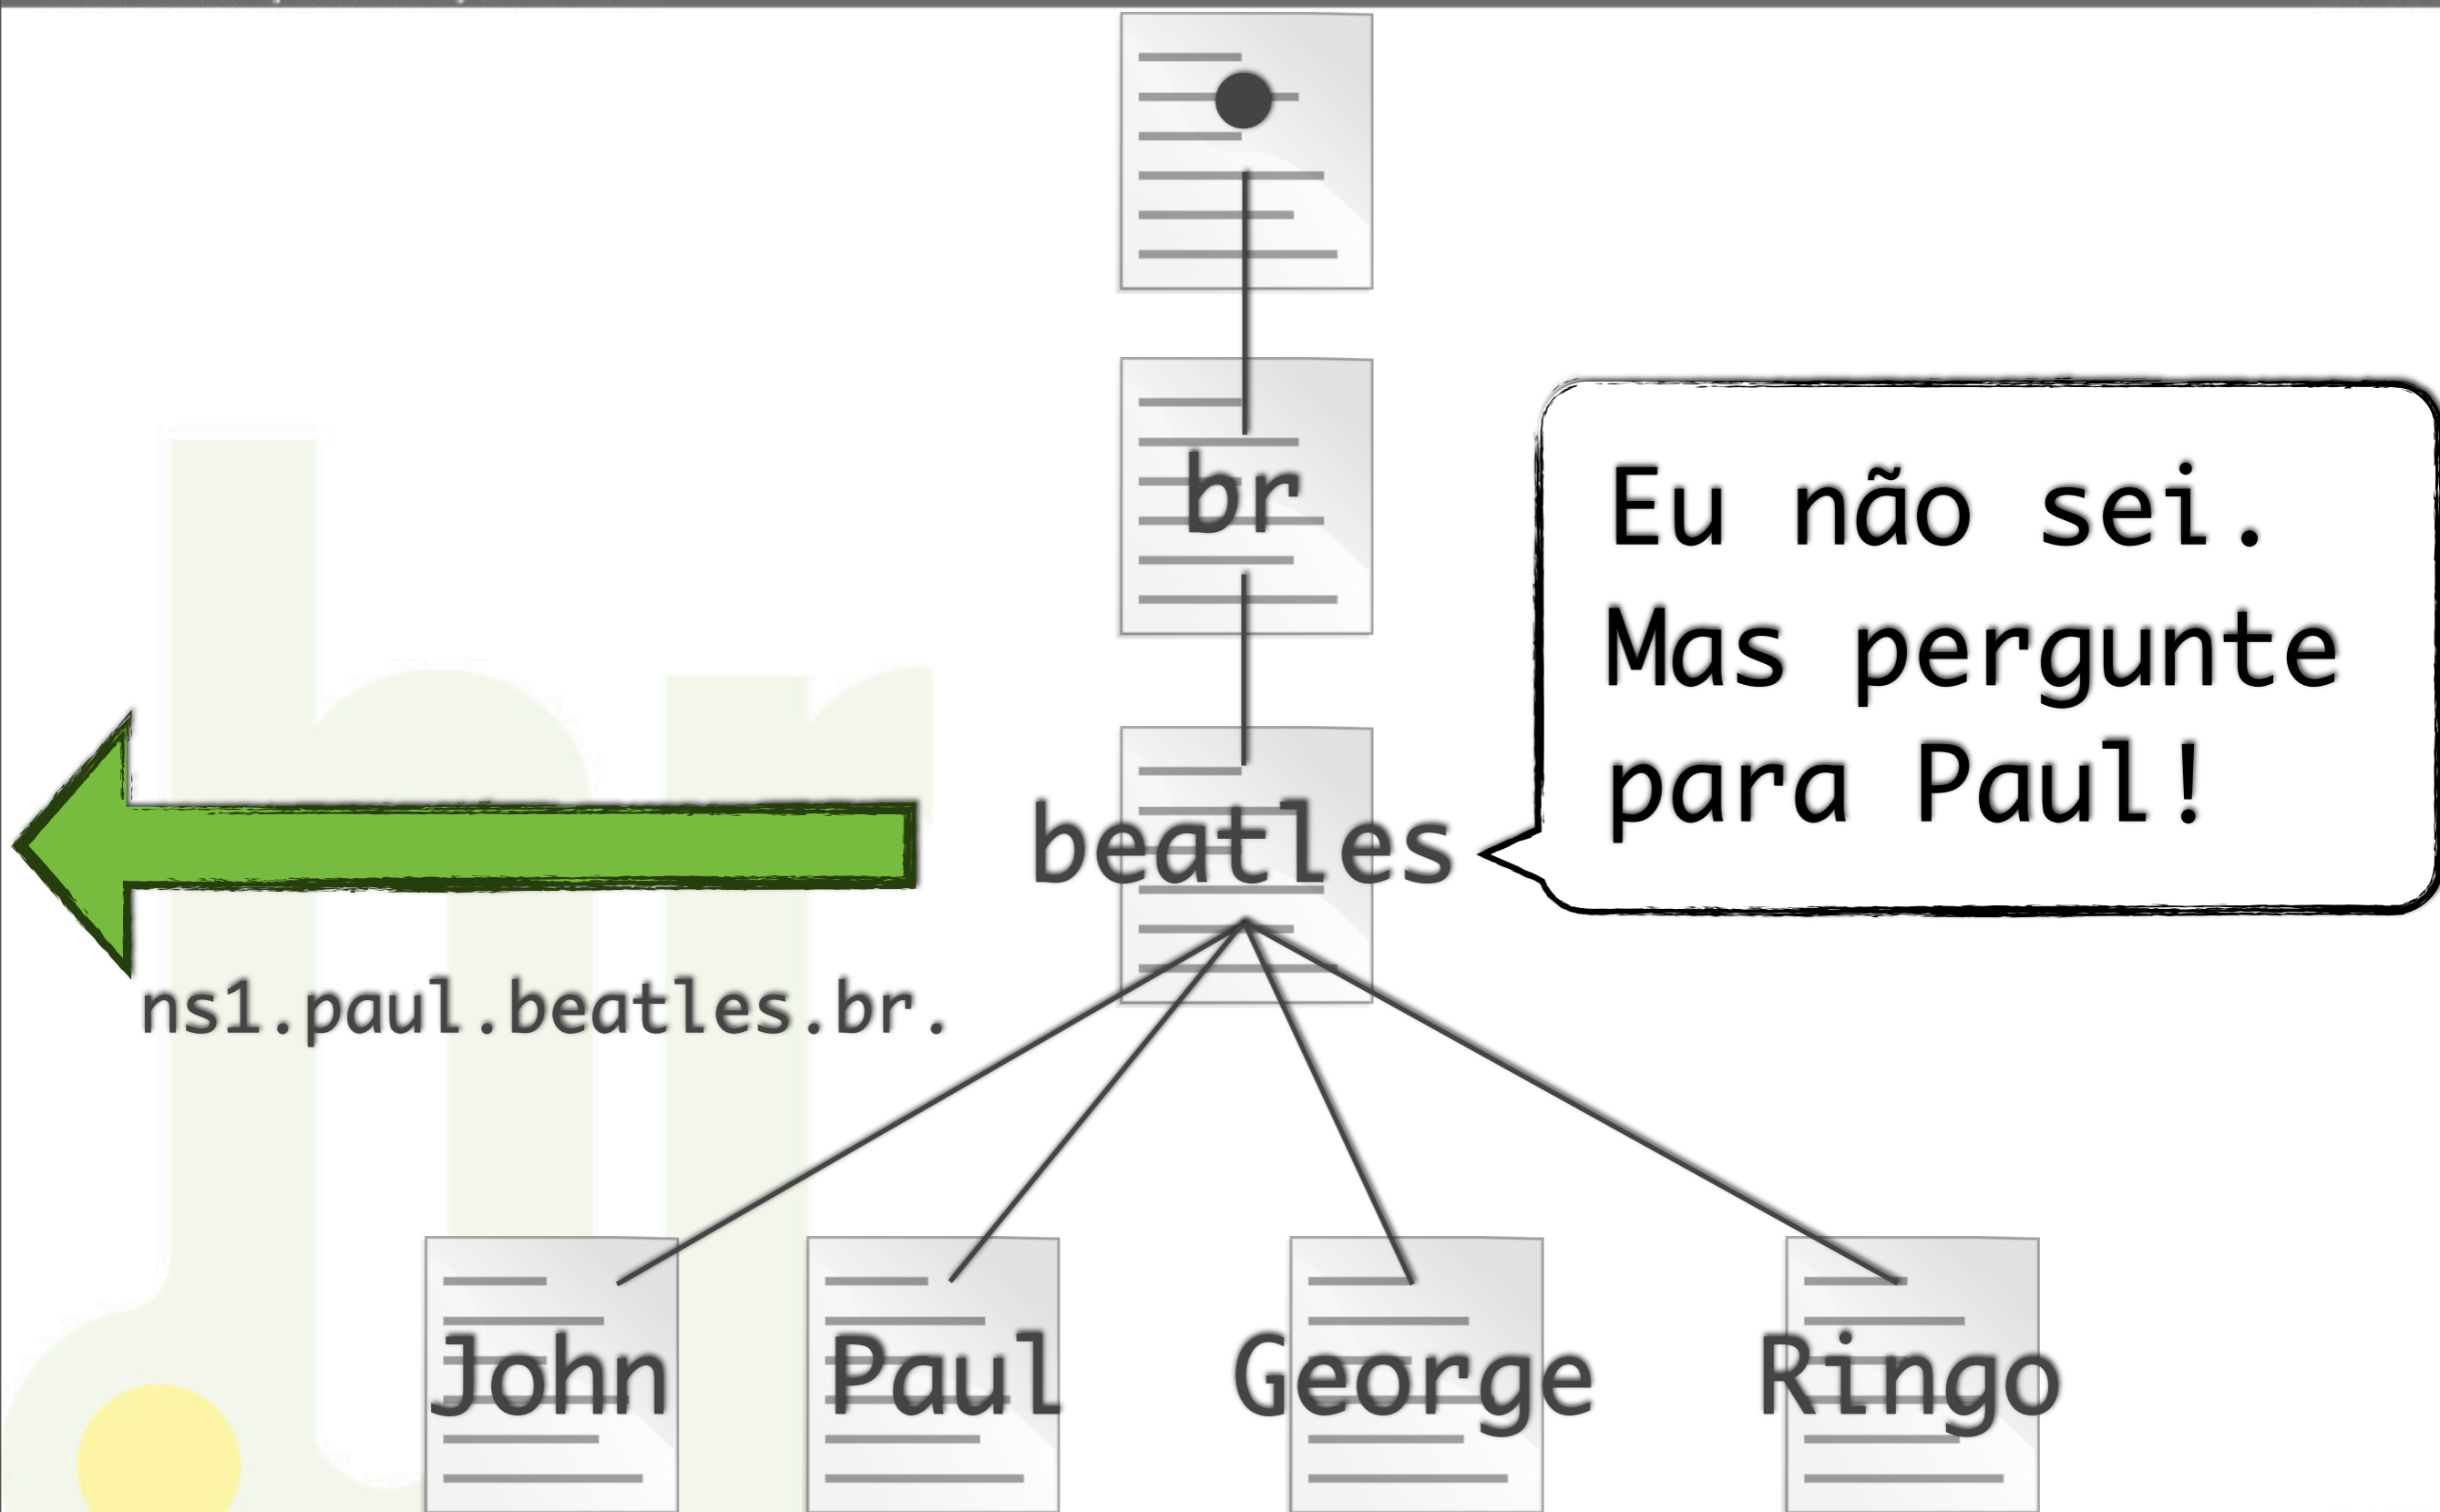 br
Eu não sei.
Mas pergunte
para Paul!
beatles
ns1.paul.beatles.br.
John Paul George Ringo